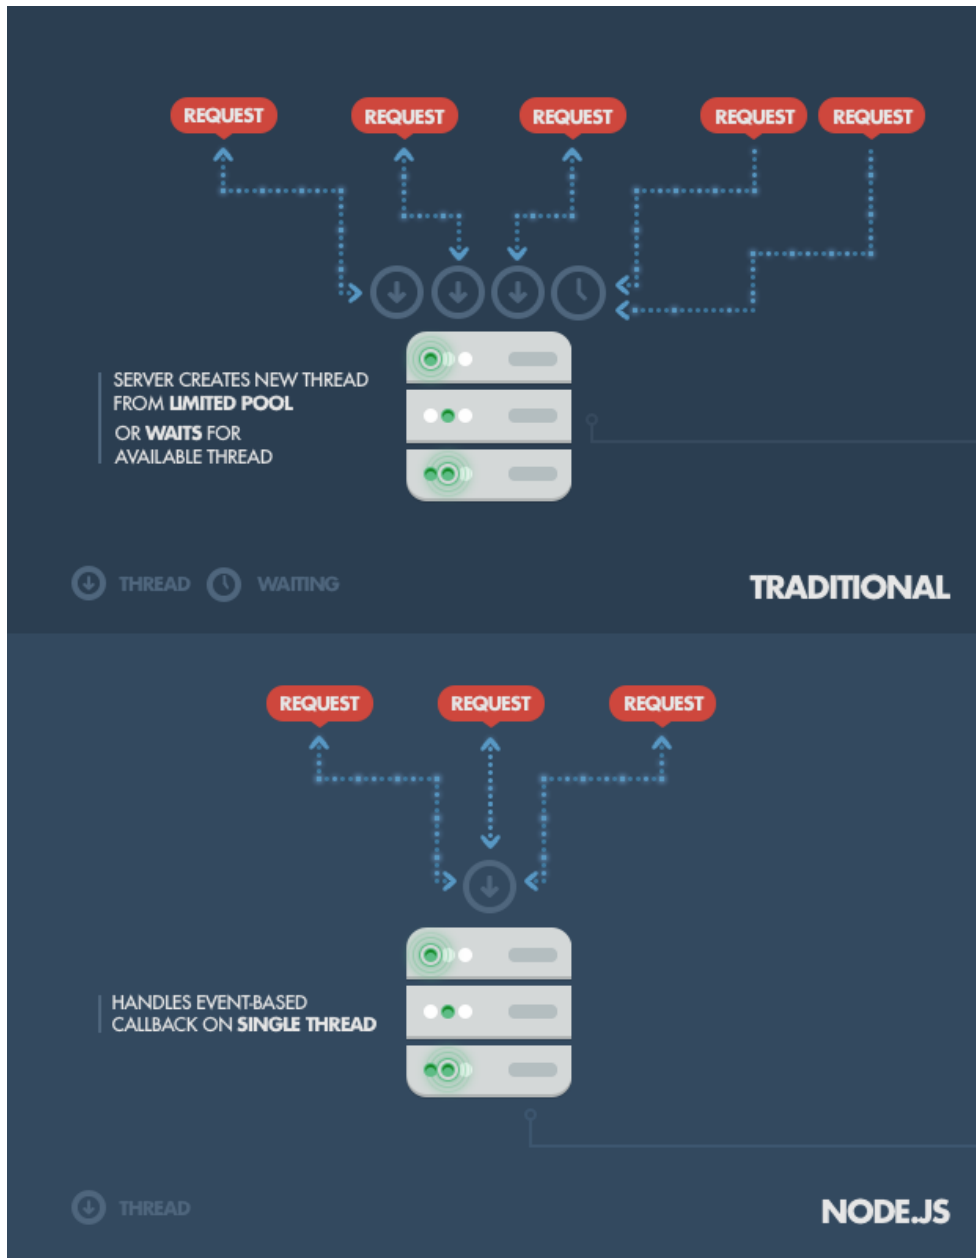 REQUEST REQUEST REQUEST REQUEST REQUEST
SERVER CREATES NEW THREAD
FROM LIMITED POOL
OR WAITS FOR
AVAILABLE THREAD
THREAD WAITING
TRADITIONAL
REQUEST REQUEST REQUEST
HANDLES EVENT-BASED
CALLBACK ON SINGLE THREAD
THREAD
NODE.JS